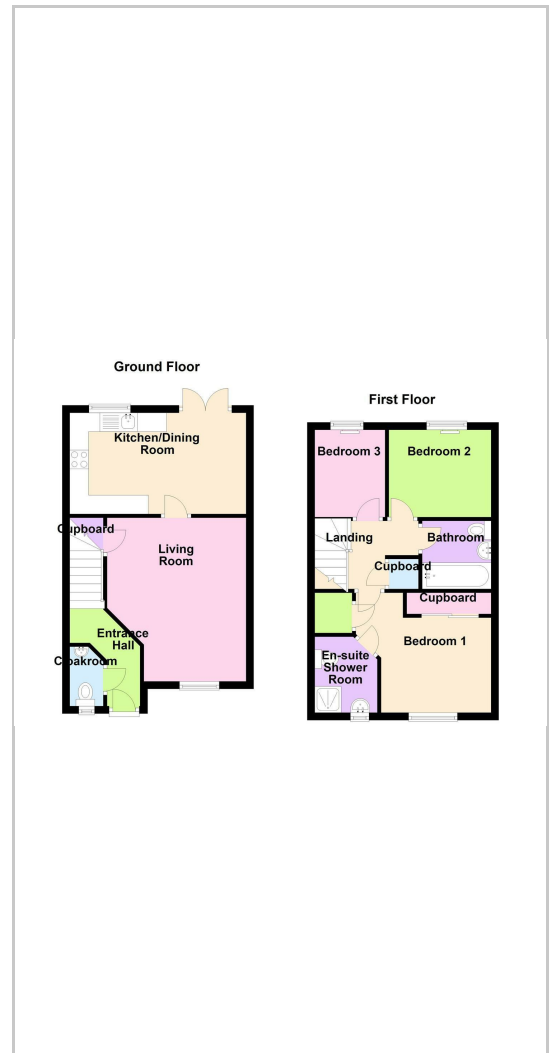 Ground Floor
Kitchen/Dining
Room
Cupboard
Living
Room
Entrance
Hall
Cloakroom
First Floor
Bedroom 3
Bedroom 2
Landing
Bathroom
Cupboard
Cupboard
Bedroom 1
En-suite
Shower
Room